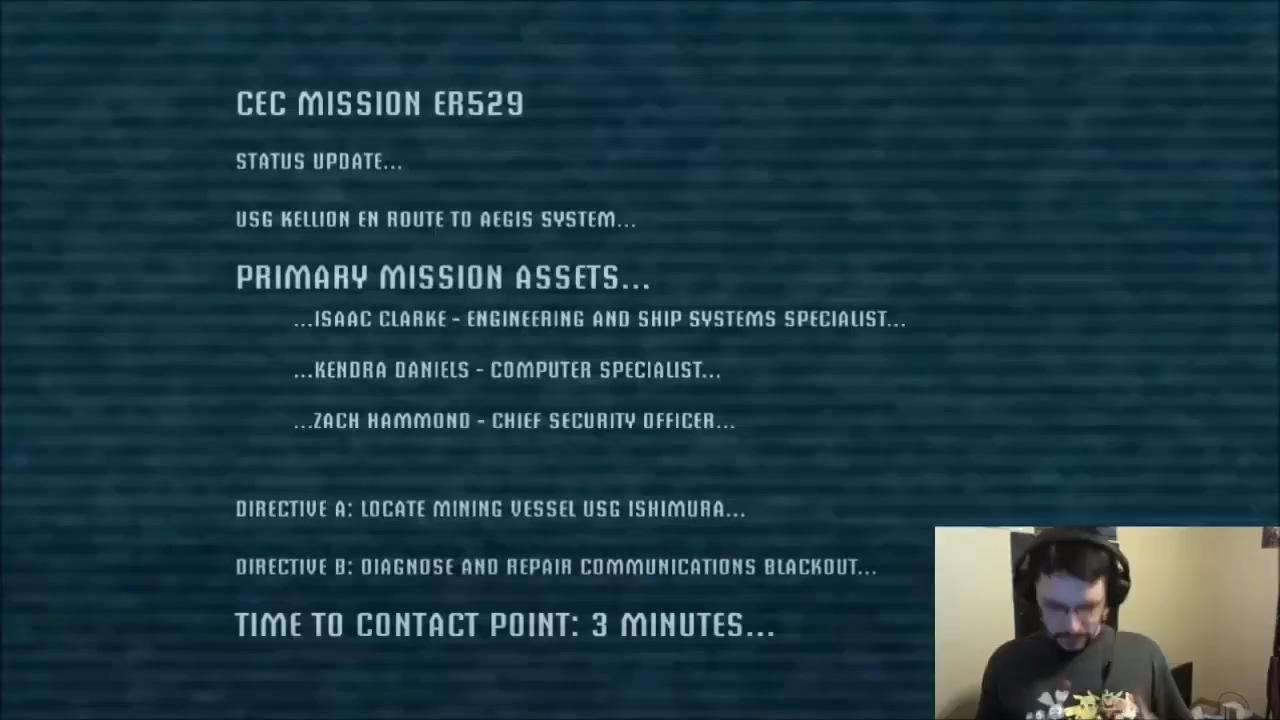 CEC MISSION ER529
STATUS UPDATE...
USG KELLION EN ROUTE TO AEGIS SYSTEM...
PRIMARY MISSION ASSETS...
...ISAAC CLARKE - ENGINEERING AND SHIP SYSTEMS SPECIALIST...
...KENDRA DANIELS - COMPUTER SPECIALIST...
...ZACH HAMMOND - CHIEF SECURITY OFFICER...
DIRECTIVE A: LOCATE MINING VESSEL USG ISHIMURA...
DIRECTIVE B: DIAGNOSE AND REPAIR COMMUNICATIONS BLACKOUT...
TIME TO CONTACT POINT: 3 MINUTES...